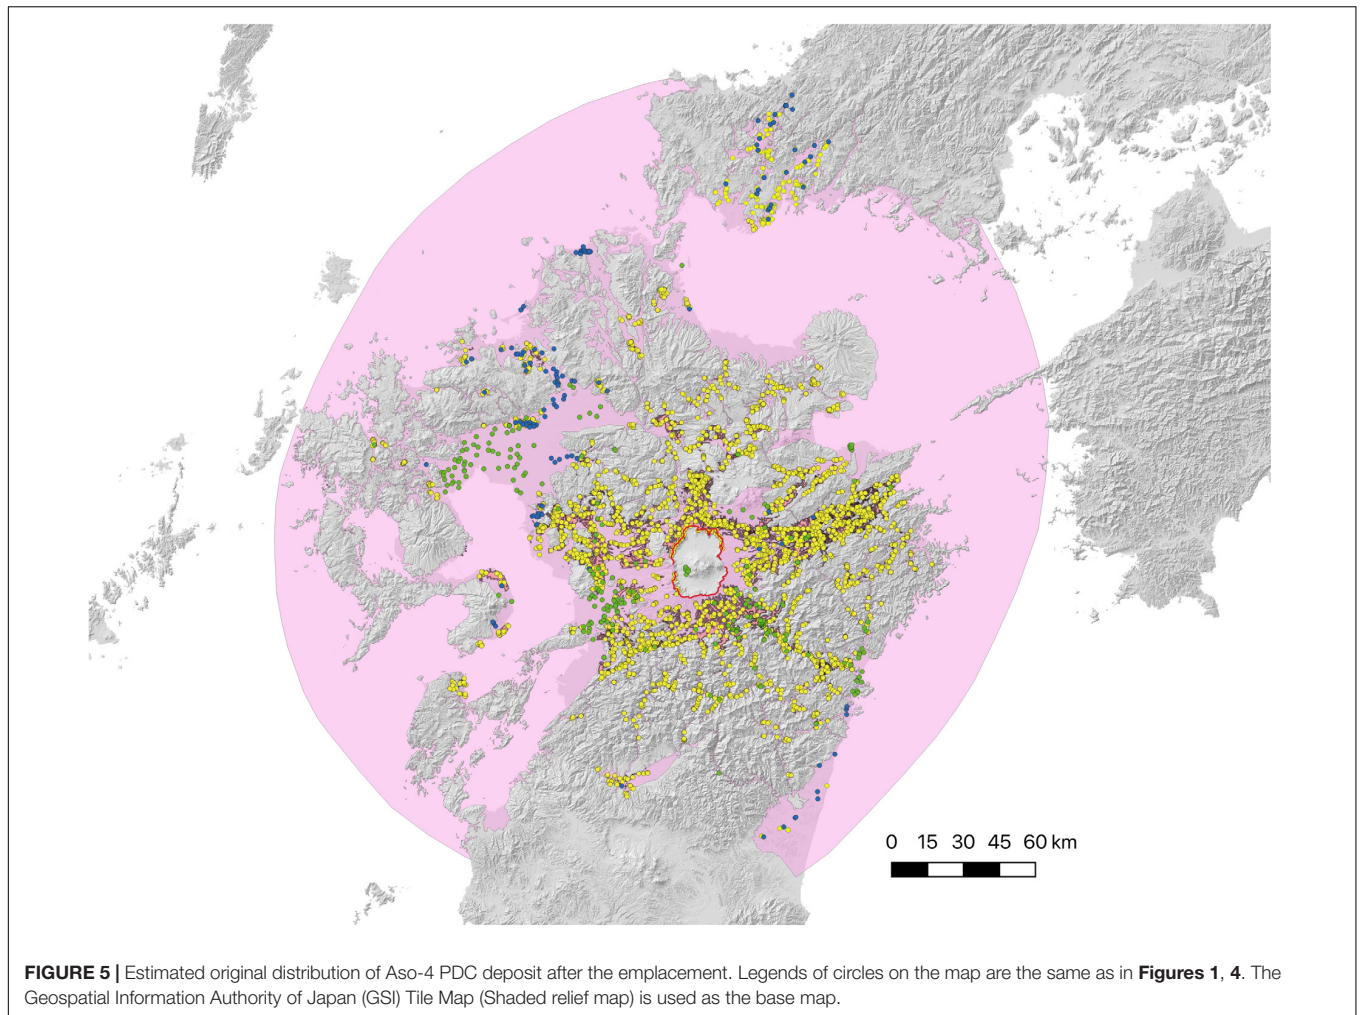 0 15 30 45 60 km
FIGURE 5 | Estimated original distribution of Aso-4 PDC deposit after the emplacement. Legends of circles on the map are the same as in Figures 1, 4. The
Geospatial Information Authority of Japan (GSI) Tile Map (Shaded relief map) is used as the base map.